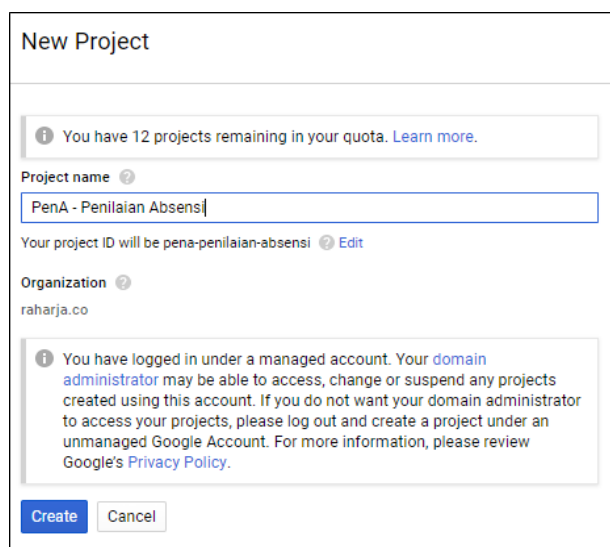 New Project
You have 12 projects remaining in your quota. Learn more.
Project name
PenA - Penilaian Absensi
Your project ID will be pena-penilaian-absensi Edit
Organization
raharja.co
You have logged in under a managed account. Your domain
administrator may be able to access, change or suspend any projects
created using this account. If you do not want your domain administrator
to access your projects, please log out and create a project under an
unmanaged Google Account. For more information, please review
Google's Privacy Policy.
Create Cancel